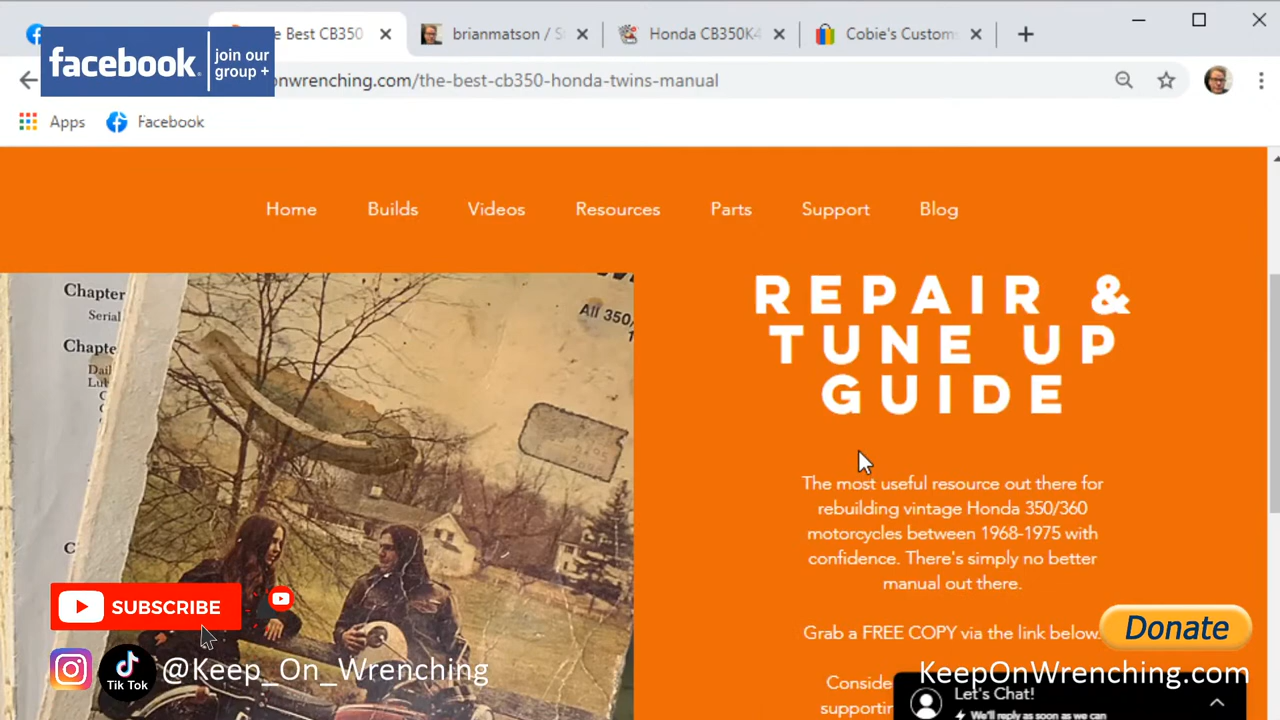 e Best CB350
brianmatson / S
Honda CB350K4
Cobie's Custom
facebook
join our
group +
onwrenching.com/the-best-cb350-honda-twins-manual
Apps
Facebook
Home
Builds
Videos
Resources
Parts
Support
Blog
Chapter
Serial
Chapte
Dail
Lub
All 350
REPAIR &
TUNE UP
GUIDE
The most useful resource out there for
rebuilding vintage Honda 350/360
motorcycles between 1968-1975 with
confidence. There's simply no better
manual out there.
Grab a FREE COPY via the link below.
Conside
supporti
SUBSCRIBE
Tik Tok
@Keep_On_Wrenching
Donate
KeepOnWrenching.com
Let's Chat!
We'll reply as soon as we can